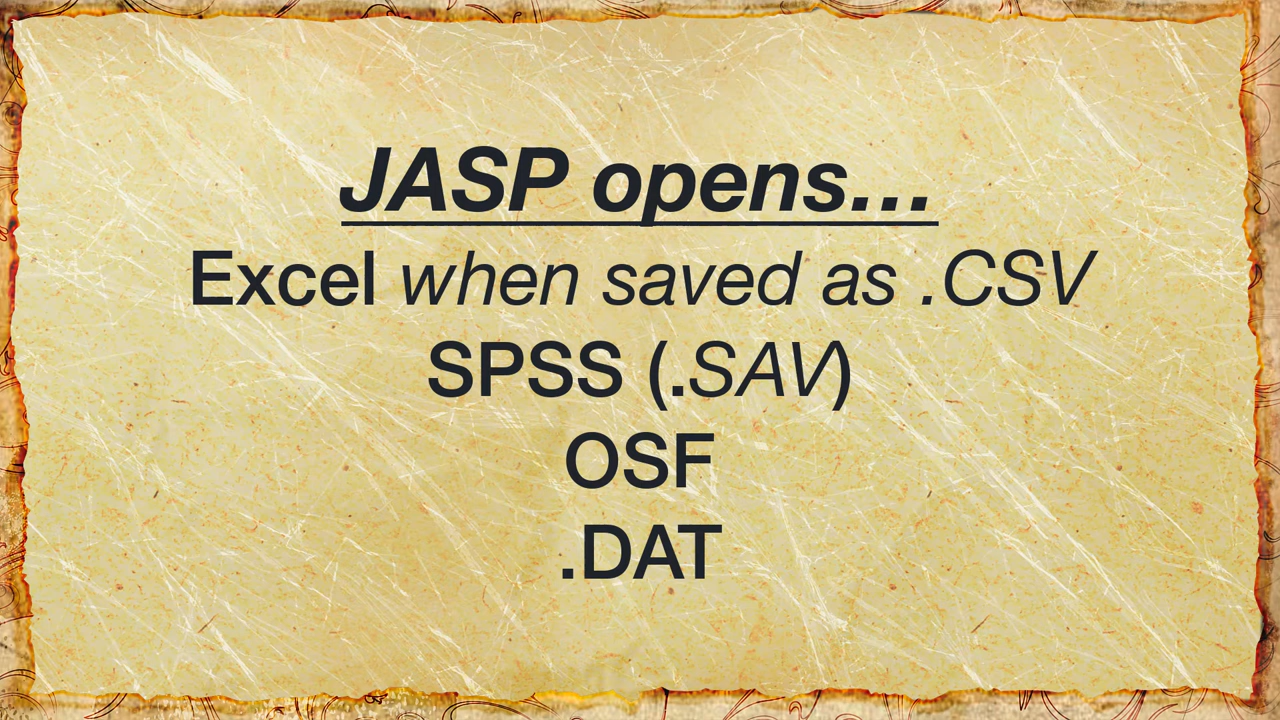 JASP opens...
Excel when saved as .CSV
SPSS (.SAV)
OSF
.DAT